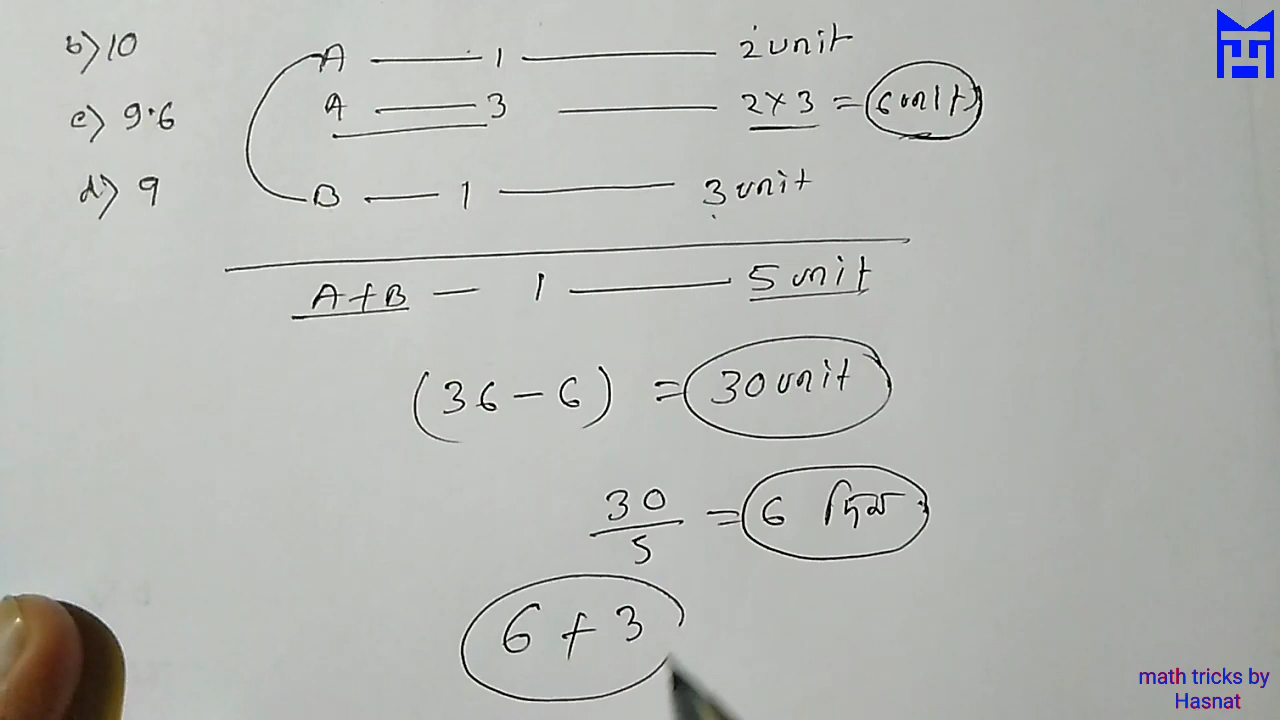 b) 10
A — 1 — 2 unit
c) 9.6
A — 3 — 2 × 3 = 6 unit
d) 9
B — 1 — 3 unit
A + B — 1 — 5 unit
(36 - 6) = 30 unit
30/5 = 6 দিন
6 + 3
math tricks by
Hasnat